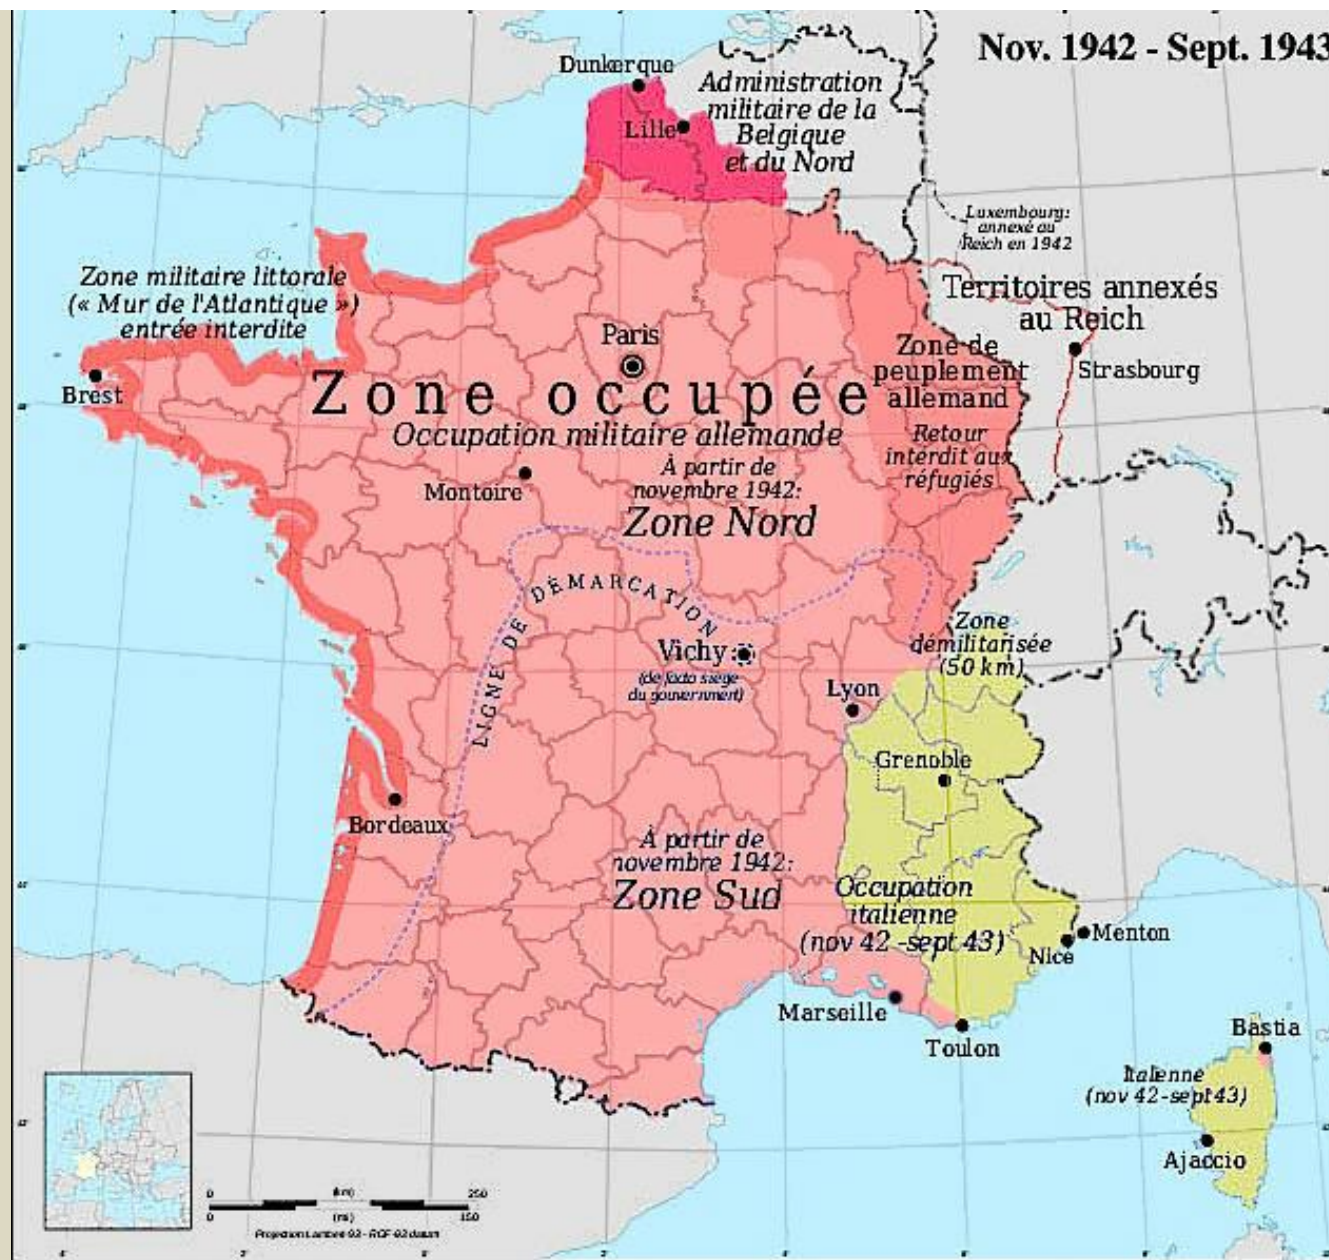 Nov. 1942 - Sept. 1943
Dunkerque
Administration
militaire de la
Belgique
et du Nord
Lille
Luxembourg:
annexé au
Reich en 1942
Zone militaire littorale
(« Mur de l'Atlantique »)
entrée interdite
Territoires annexés
au Reich
Paris
Zone de
peuplement
allemand
Strasbourg
Brest
Zone occupée
Occupation militaire allemande
Retour
interdit aux
réfugiés
Montoire
À partir de
novembre 1942:
Zone Nord
LIGNE DE DÉMARCATION
Vichy
(de facto siège
du gouvernment)
Zone
démilitarisée
(50 km)
Lyon
Grenoble
Bordeaux
À partir de
novembre 1942:
Zone Sud
Occupation
italienne
(nov 42 -sept 43)
Menton
Nice
Marseille
Toulon
Bastia
Italienne
(nov 42 -sept 43)
Ajaccio
0 (km) 250
0 (mi) 150